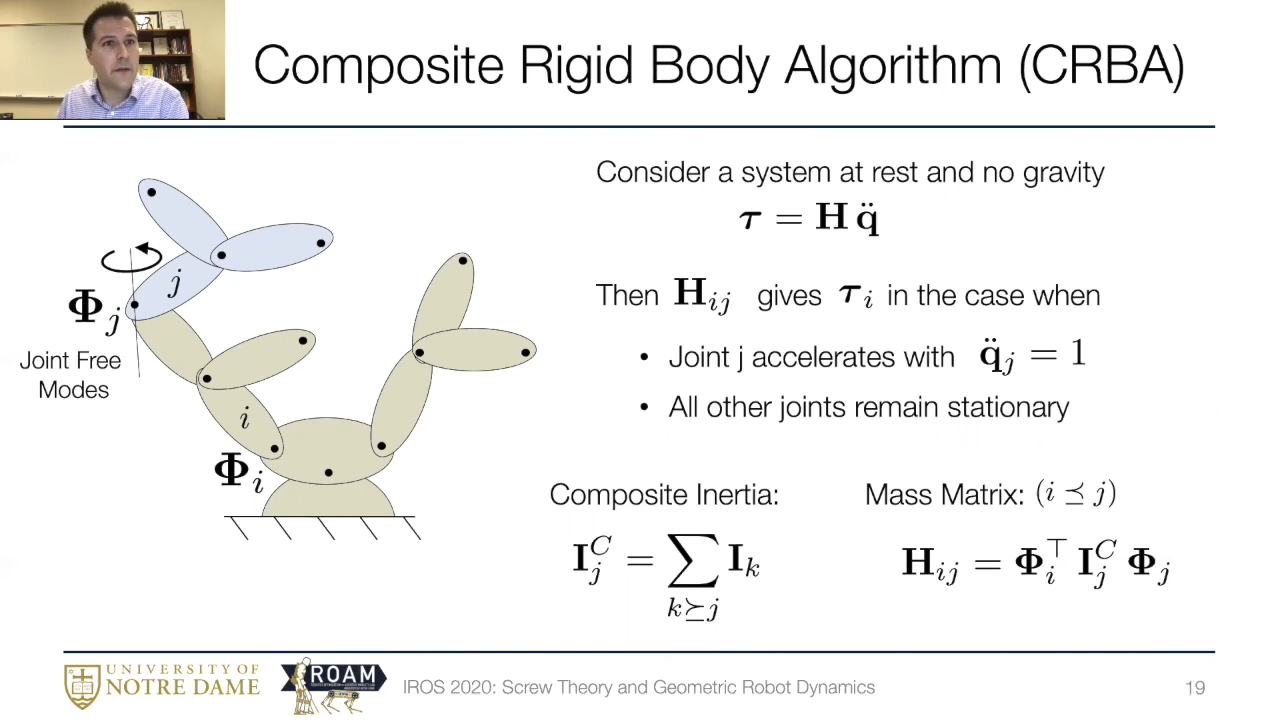 Composite Rigid Body Algorithm (CRBA)
Consider a system at rest and no gravity
τ = H q̈
Then H_ij gives τ_i in the case when
• Joint j accelerates with q̈_j = 1
• All other joints remain stationary
j
Φ_j
Joint Free
Modes
i
Φ_i
Composite Inertia:
I_j^C = ∑_{k⪰j} I_k
Mass Matrix: (i ⪯ j)
H_ij = Φ_i^⊤ I_j^C Φ_j
UNIVERSITY OF
NOTRE DAME
ROAM
IROS 2020: Screw Theory and Geometric Robot Dynamics
19